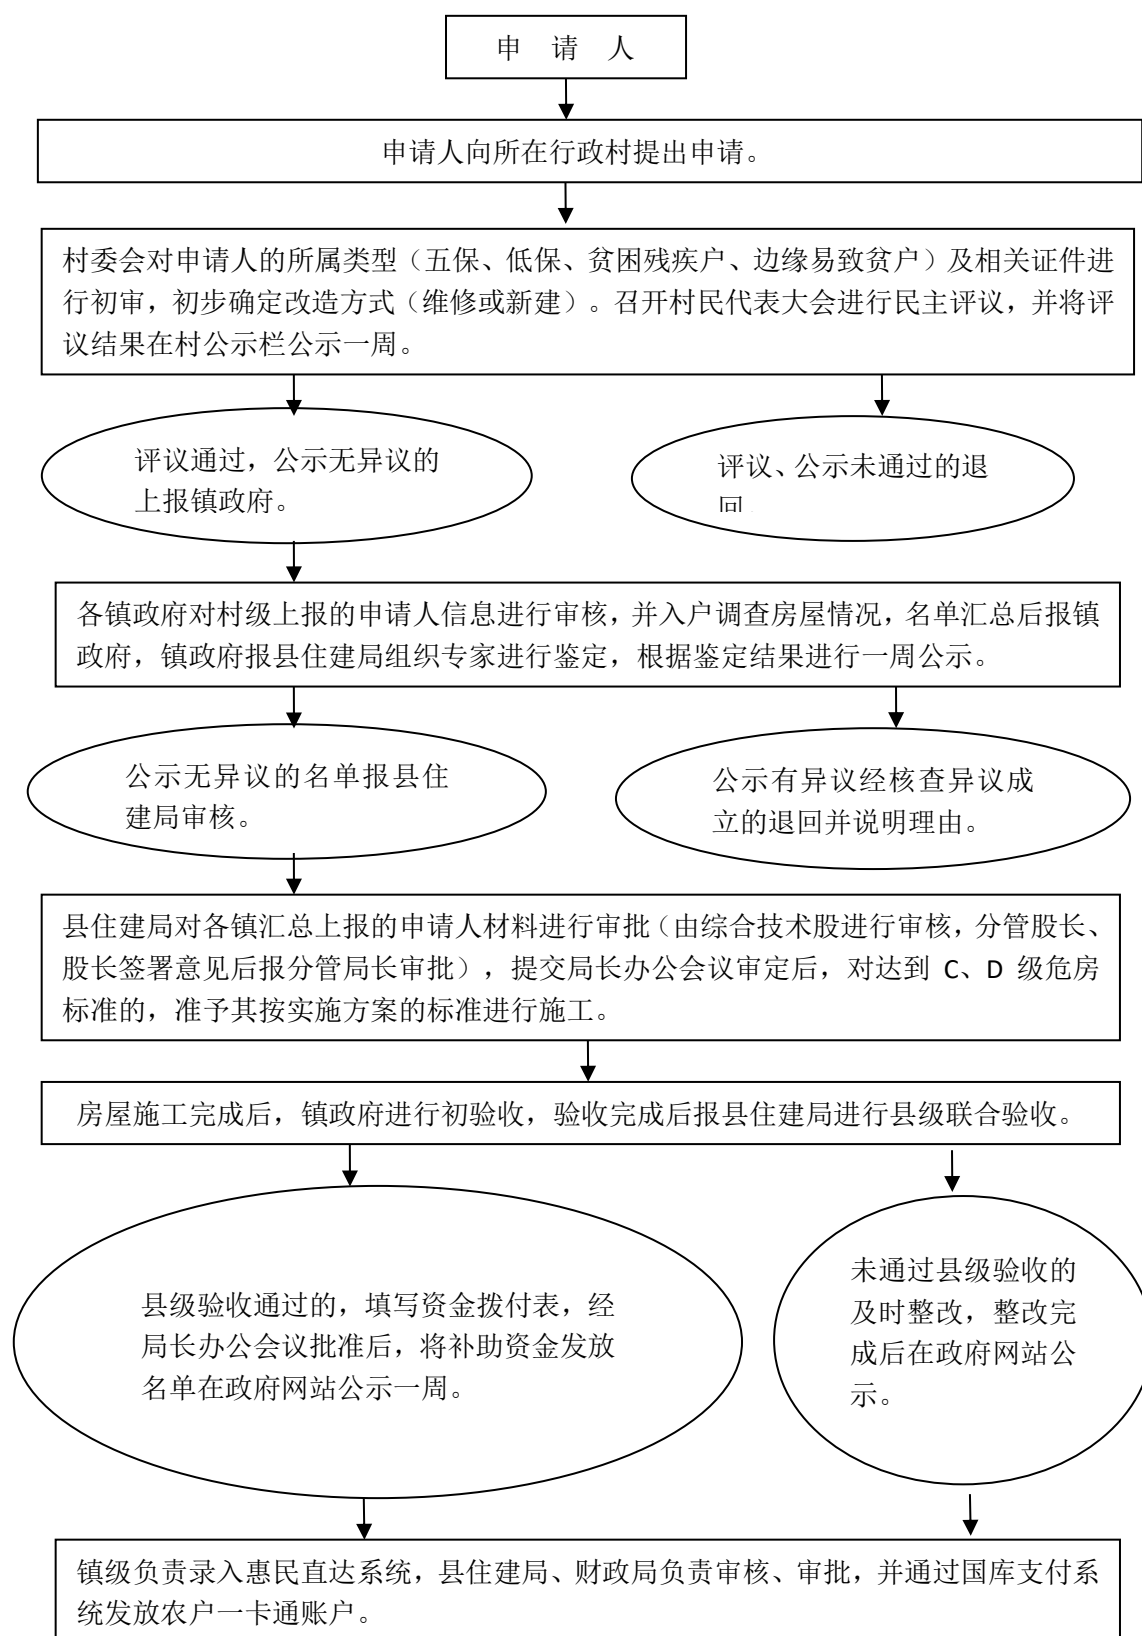 申 请 人
申请人向所在行政村提出申请。
村委会对申请人的所属类型（五保、低保、贫困残疾户、边缘易致贫户）及相关证件进
行初审，初步确定改造方式（维修或新建）。召开村民代表大会进行民主评议，并将评
议结果在村公示栏公示一周。
评议通过，公示无异议的
上报镇政府。
评议、公示未通过的退
回
各镇政府对村级上报的申请人信息进行审核，并入户调查房屋情况，名单汇总后报镇
政府，镇政府报县住建局组织专家进行鉴定，根据鉴定结果进行一周公示。
公示无异议的名单报县住
建局审核。
公示有异议经核查异议成
立的退回并说明理由。
县住建局对各镇汇总上报的申请人材料进行审批（由综合技术股进行审核，分管股长、
股长签署意见后报分管局长审批），提交局长办公会议审定后，对达到 C、D 级危房
标准的，准予其按实施方案的标准进行施工。
房屋施工完成后，镇政府进行初验收，验收完成后报县住建局进行县级联合验收。
县级验收通过的，填写资金拨付表，经
局长办公会议批准后，将补助资金发放
名单在政府网站公示一周。
未通过县级验收的
及时整改，整改完
成后在政府网站公
示。
镇级负责录入惠民直达系统，县住建局、财政局负责审核、审批，并通过国库支付系
统发放农户一卡通账户。